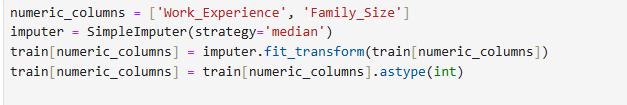 numeric_columns = ['Work_Experience', 'Family_Size']
imputer = SimpleImputer(strategy='median')
train[numeric_columns] = imputer.fit_transform(train[numeric_columns])
train[numeric_columns] = train[numeric_columns].astype(int)